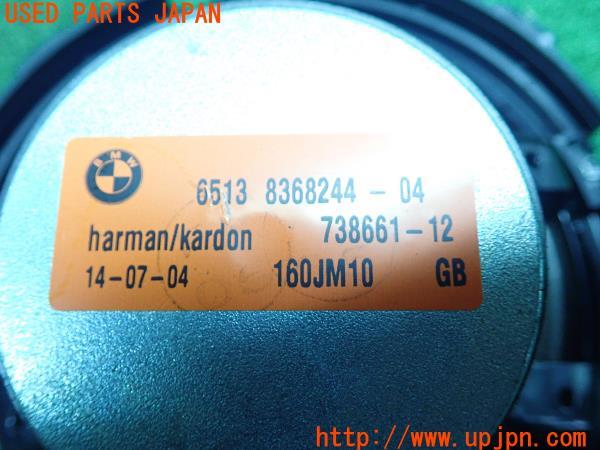 USED PARTS JAPAN
BMW
6513 8368244-04
harman/kardon 738661-12
14-07-04 160JM10 GB
http://www.upjpn.com/